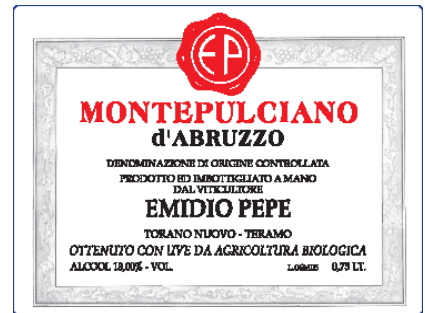 EP
MONTEPULCIANO
d'ABRUZZO
DENOMINAZIONE DI ORIGINE CONTROLLATA
PRODOTTO ED IMBOTTIGLIATO A MANO
DAL VITICULTORE
EMIDIO PEPE
TORANO NUOVO - TERAMO
OTTENUTO CON UVE DA AGRICOLTURA BIOLOGICA
ALCOOL 13,00% - VOL. 0,75 LT.